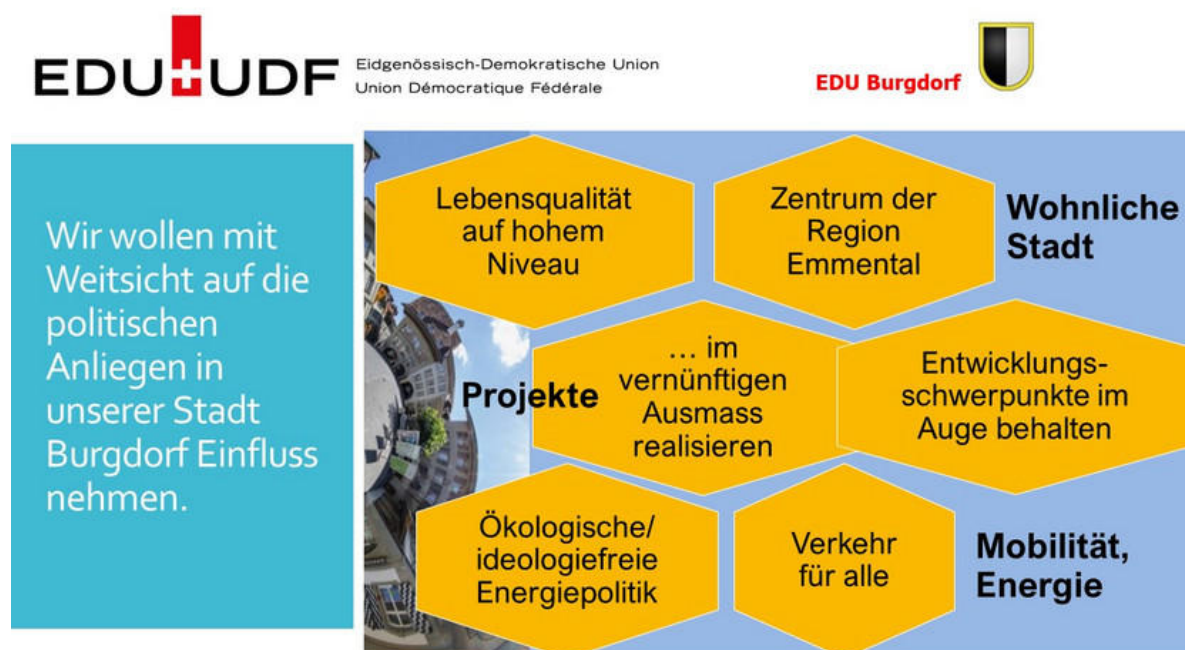 EDU+UDF
Eidgenössisch-Demokratische Union
Union Démocratique Fédérale
EDU Burgdorf
Wir wollen mit
Weitsicht auf die
politischen
Anliegen in
unserer Stadt
Burgdorf Einfluss
nehmen.
Lebensqualität
auf hohem
Niveau
Zentrum der
Region
Emmental
Wohnliche
Stadt
Projekte
... im
vernünftigen
Ausmass
realisieren
Entwicklungs-
schwerpunkte im
Auge behalten
Ökologische/
ideologiefreie
Energiepolitik
Verkehr
für alle
Mobilität,
Energie